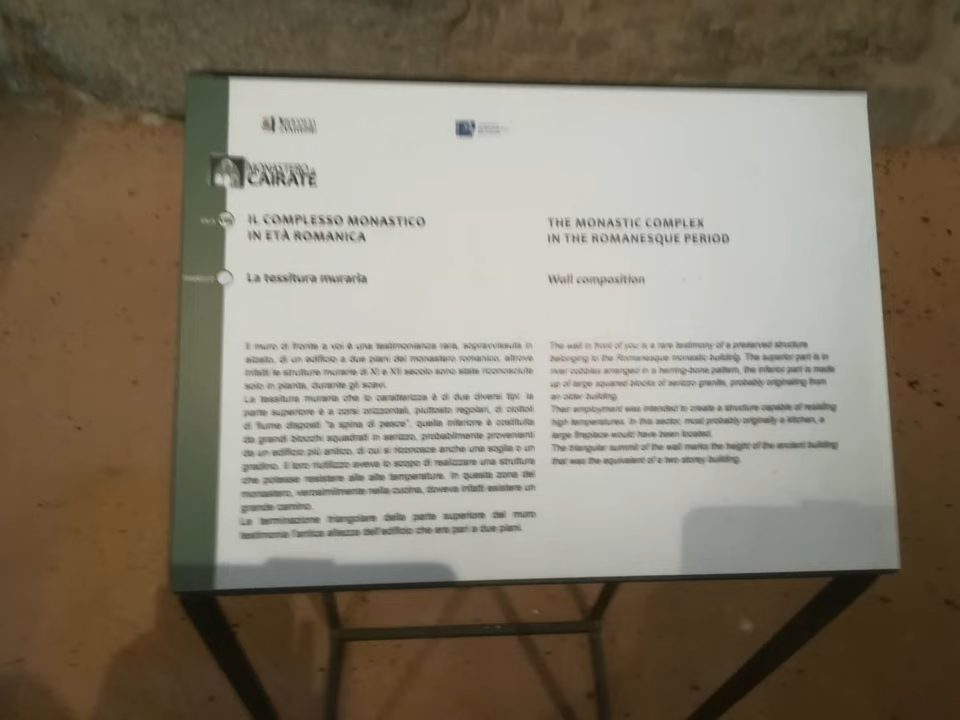 MONASTERO DI
CAIRATE
IL COMPLESSO MONASTICO
IN ETÀ ROMANICA
La tessitura muraria
Il muro di fronte a voi è una testimonianza rara, sopravvissuta in
alzato, di un edificio a due piani del monastero romanico, altrove
infatti le strutture murarie di XI e XII secolo sono state riconosciute
solo in pianta, durante gli scavi.
La tessitura muraria che lo caratterizza è di due diversi tipi: la
parte superiore è a corsi orizzontali, piuttosto regolari, di ciottoli
di fiume disposti "a spina di pesce", quella inferiore è costituita
da grandi blocchi squadrati in serizzo, probabilmente provenienti
da un edificio più antico, di cui si riconosce anche una soglia o un
gradino. Il loro riutilizzo aveva lo scopo di realizzare una struttura
che potesse resistere alle alte temperature. In questa zona del
monastero, verosimilmente nella cucina, doveva infatti esistere un
grande camino.
La terminazione triangolare della parte superiore del muro
testimonia l'antica altezza dell'edificio che era pari a due piani.
THE MONASTIC COMPLEX
IN THE ROMANESQUE PERIOD
Wall composition
The wall in front of you is a rare testimony of a preserved structure
belonging to the Romanesque monastic building. The superior part is in
river cobbles arranged in a herring-bone pattern, the inferior part is made
up of large squared blocks of serizzo granite, probably originating from
an older building.
Their employment was intended to create a structure capable of resisting
high temperatures. In this sector, most probably originally a kitchen, a
large fireplace would have been located.
The triangular summit of the wall marks the height of the ancient building
that was the equivalent of a two storey building.